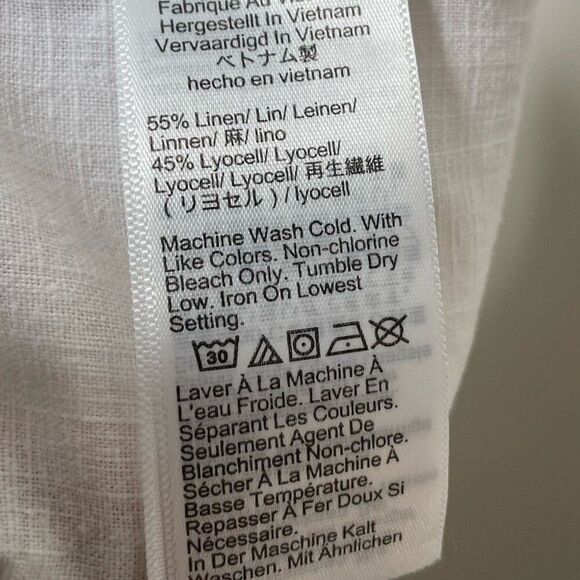 Fabrique Au
Hergestellt In Vietnam
Vervaardigd In Vietnam
ベトナム製
hecho en vietnam
55% Linen/ Lin/ Leinen/
Linnen/ 麻/ lino
45% Lyocell/ Lyocell/
Lyocell/ Lyocell/ 再生繊維
(リヨセル)/ lyocell
Machine Wash Cold. With
Like Colors. Non-chlorine
Bleach Only. Tumble Dry
Low. Iron On Lowest
Setting.
30
Laver À La Machine À
L'eau Froide. Laver En
Séparant Les Couleurs.
Seulement Agent De
Blanchiment Non-chlore.
Sécher À La Machine À
Basse Température.
Repasser À Fer Doux Si
Nécessaire.
In Der Maschine Kalt
Waschen. Mit Ähnlichen